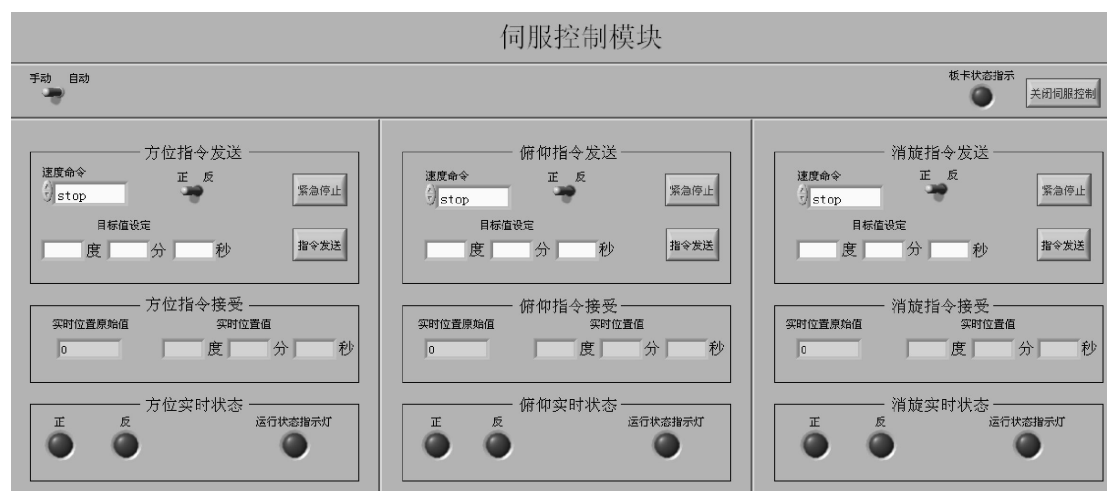 伺服控制模块
手动 自动
板卡状态指示
关闭伺服控制
方位指令发送
速度命令 正 反
stop
紧急停止
目标值设定
度 分 秒
指令发送
方位指令接受
实时位置原始值 实时位置值
0 度 分 秒
方位实时状态
正 反 运行状态指示灯
俯仰指令发送
速度命令 正 反
stop
紧急停止
目标值设定
度 分 秒
指令发送
俯仰指令接受
实时位置原始值 实时位置值
0 度 分 秒
俯仰实时状态
正 反 运行状态指示灯
消旋指令发送
速度命令 正 反
stop
紧急停止
目标值设定
度 分 秒
指令发送
消旋指令接受
实时位置原始值 实时位置值
0 度 分 秒
消旋实时状态
正 反 运行状态指示灯